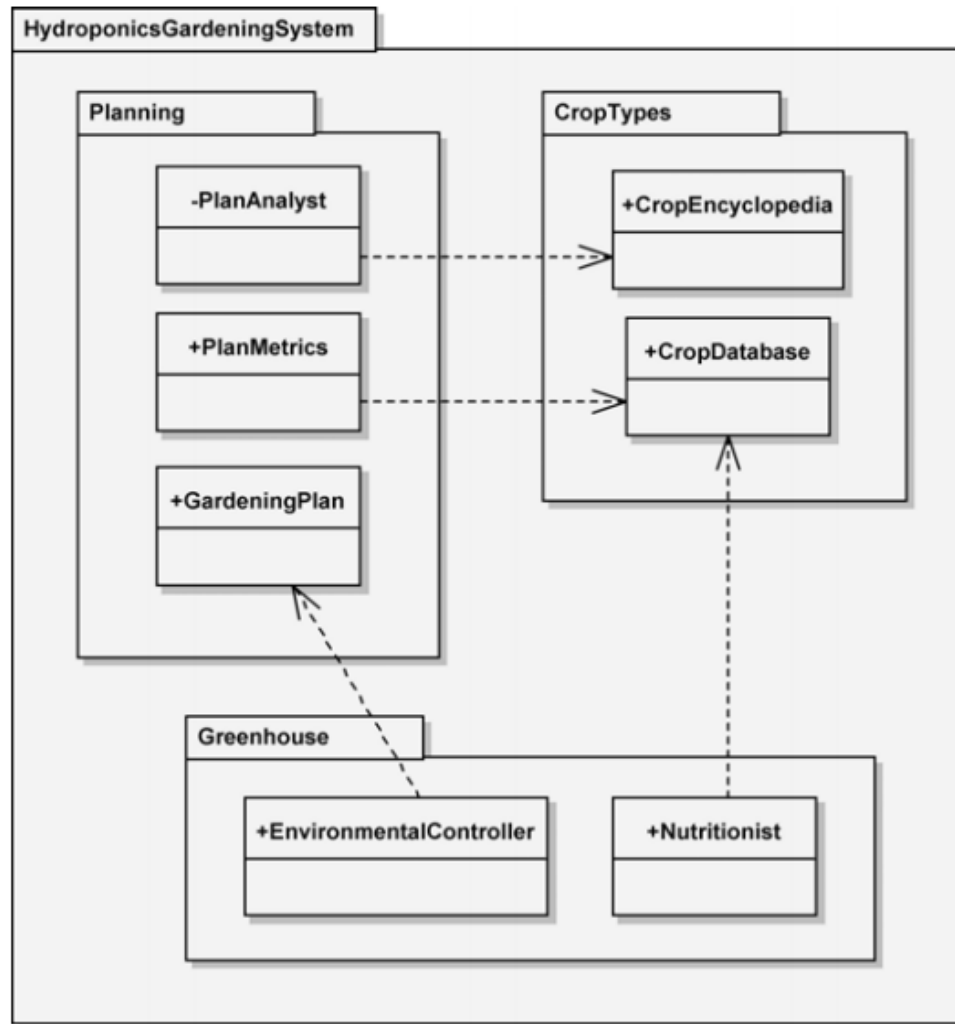 HydroponicsGardeningSystem
Planning
-PlanAnalyst
+PlanMetrics
+GardeningPlan
CropTypes
+CropEncyclopedia
+CropDatabase
Greenhouse
+EnvironmentalController
+Nutritionist